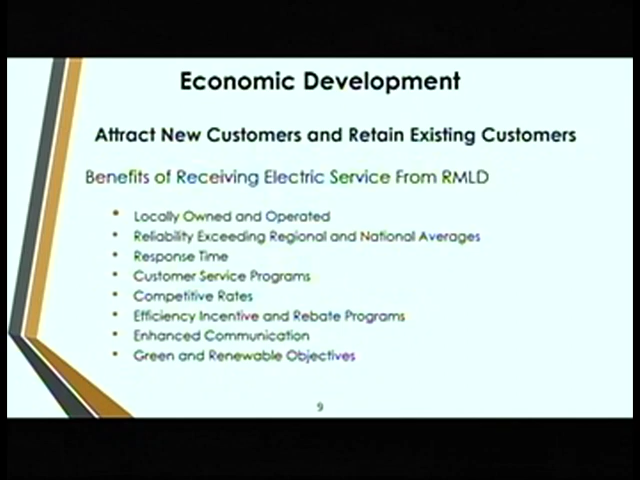 Economic Development
Attract New Customers and Retain Existing Customers
Benefits of Receiving Electric Service From RMLD
• Locally Owned and Operated
• Reliability Exceeding Regional and National Averages
• Response Time
• Customer Service Programs
• Competitive Rates
• Efficiency Incentive and Rebate Programs
• Enhanced Communication
• Green and Renewable Objectives
9